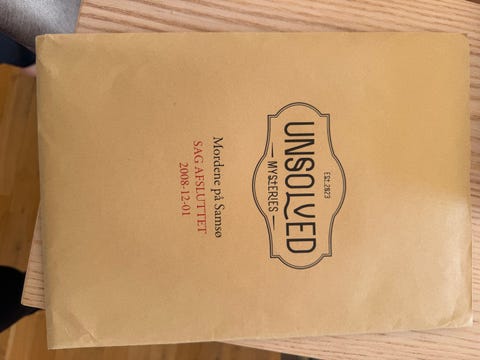 EST. 2023
UNSOLVED
MYSTERIES
Mordene på Samsø
SAG AFSLUTTET
2008-12-01